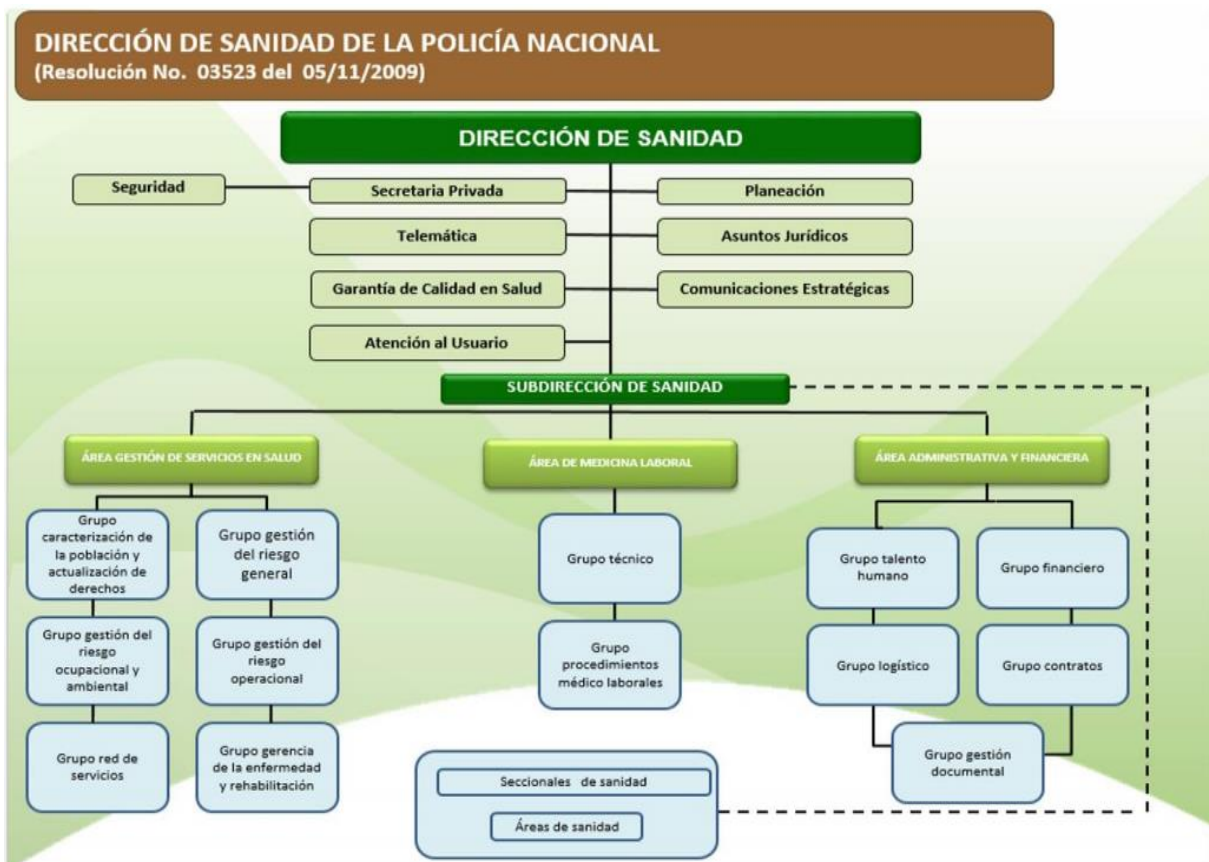 DIRECCIÓN DE SANIDAD DE LA POLICÍA NACIONAL
(Resolución No. 03523 del 05/11/2009)
DIRECCIÓN DE SANIDAD
Seguridad
Secretaria Privada
Planeación
Telemática
Asuntos Jurídicos
Garantía de Calidad en Salud
Comunicaciones Estratégicas
Atención al Usuario
SUBDIRECCIÓN DE SANIDAD
ÁREA GESTIÓN DE SERVICIOS EN SALUD
ÁREA DE MEDICINA LABORAL
ÁREA ADMINISTRATIVA Y FINANCIERA
Grupo
caracterización de
la población y
actualización de
derechos
Grupo gestión
del riesgo
general
Grupo técnico
Grupo talento
humano
Grupo financiero
Grupo gestión del
riesgo
ocupacional y
ambiental
Grupo gestión del
riesgo
operacional
Grupo
procedimientos
médico laborales
Grupo logístico
Grupo contratos
Grupo red de
servicios
Grupo gerencia
de la enfermedad
y rehabilitación
Grupo gestión
documental
Seccionales de sanidad
Áreas de sanidad